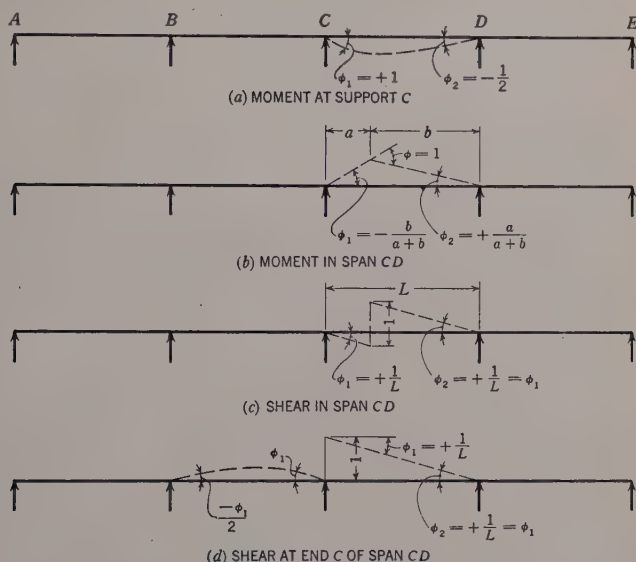 A B C D E
ϕ₁ = +1 ϕ₂ = −1/2
(a) MOMENT AT SUPPORT C
a b
ϕ = 1
ϕ₁ = − b/(a + b) ϕ₂ = + a/(a + b)
(b) MOMENT IN SPAN CD
L
1
ϕ₁ = + 1/L ϕ₂ = + 1/L = ϕ₁
(c) SHEAR IN SPAN CD
ϕ₁ 1 ϕ₁ = + 1/L
−ϕ₁/2 ϕ₂ = + 1/L = ϕ₁
(d) SHEAR AT END C OF SPAN CD